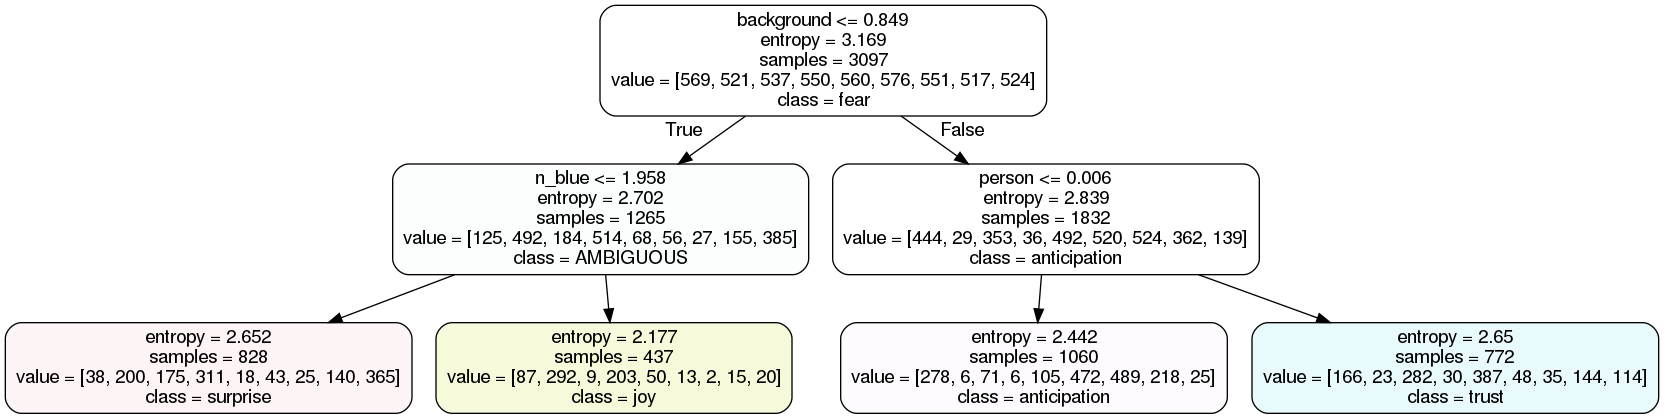 background <= 0.849
entropy = 3.169
samples = 3097
value = [569, 521, 537, 550, 560, 576, 551, 517, 524]
class = fear
True
False
n_blue <= 1.958
entropy = 2.702
samples = 1265
value = [125, 492, 184, 514, 68, 56, 27, 155, 385]
class = AMBIGUOUS
person <= 0.006
entropy = 2.839
samples = 1832
value = [444, 29, 353, 36, 492, 520, 524, 362, 139]
class = anticipation
entropy = 2.652
samples = 828
value = [38, 200, 175, 311, 18, 43, 25, 140, 365]
class = surprise
entropy = 2.177
samples = 437
value = [87, 292, 9, 203, 50, 13, 2, 15, 20]
class = joy
entropy = 2.442
samples = 1060
value = [278, 6, 71, 6, 105, 472, 489, 218, 25]
class = anticipation
entropy = 2.65
samples = 772
value = [166, 23, 282, 30, 387, 48, 35, 144, 114]
class = trust